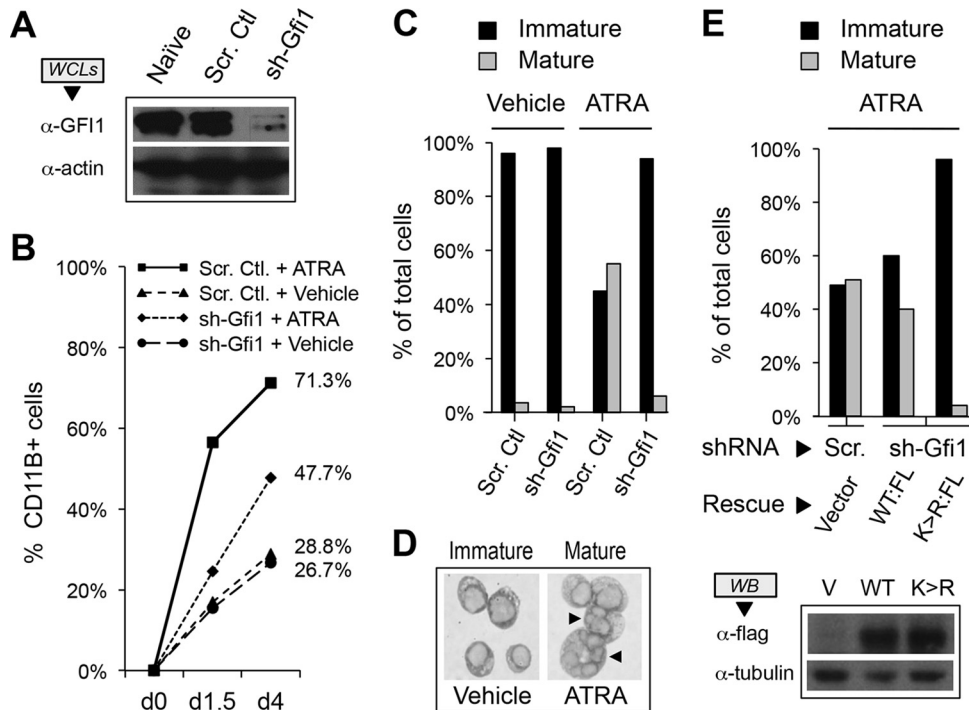 A
Naïve
Scr. Ctl
sh-Gfi1
WCLs
α-GFI1
α-actin
B
100%
80%
60%
40%
20%
0%
% CD11B+ cells
Scr. Ctl. + ATRA
Scr. Ctl. + Vehicle
sh-Gfi1 + ATRA
sh-Gfi1 + Vehicle
71.3%
47.7%
28.8%
26.7%
d0 d1.5 d4
C
Immature
Mature
Vehicle ATRA
100%
80%
60%
40%
20%
0%
% of total cells
Scr. Ctl
sh-Gfi1
Scr. Ctl
sh-Gfi1
D
Immature Mature
Vehicle ATRA
E
Immature
Mature
ATRA
100%
80%
60%
40%
20%
0%
% of total cells
shRNA Scr. sh-Gfi1
Rescue Vector WT:FL K>R:FL
WB
V WT K>R
α-flag
α-tubulin